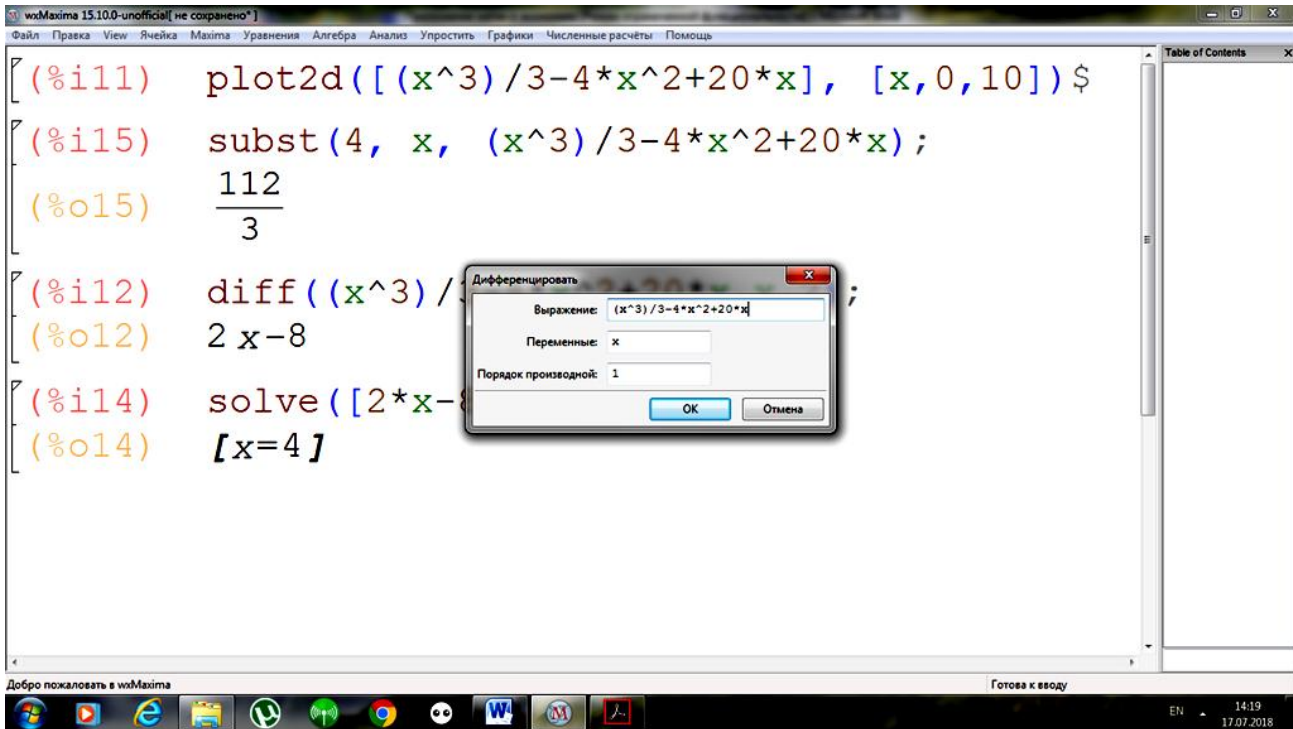 wxMaxima 15.10.0-unofficial[ не сохранено* ]
Файл Правка View Ячейка Maxima Уравнения Алгебра Анализ Упростить Графики Численные расчёты Помощь
Table of Contents
(%i11) plot2d([(x^3)/3-4*x^2+20*x], [x,0,10])$
(%i15) subst(4, x, (x^3)/3-4*x^2+20*x);
(%o15) 112
3
(%i12) diff((x^3)/ ;
(%o12) 2 x-8
(%i14) solve([2*x-
(%o14) [x=4]
Дифференцировать
Выражение: (x^3)/3-4*x^2+20*x
Переменные: x
Порядок производной: 1
OK Отмена
Добро пожаловать в wxMaxima
Готова к вводу
EN 14:19
17.07.2018